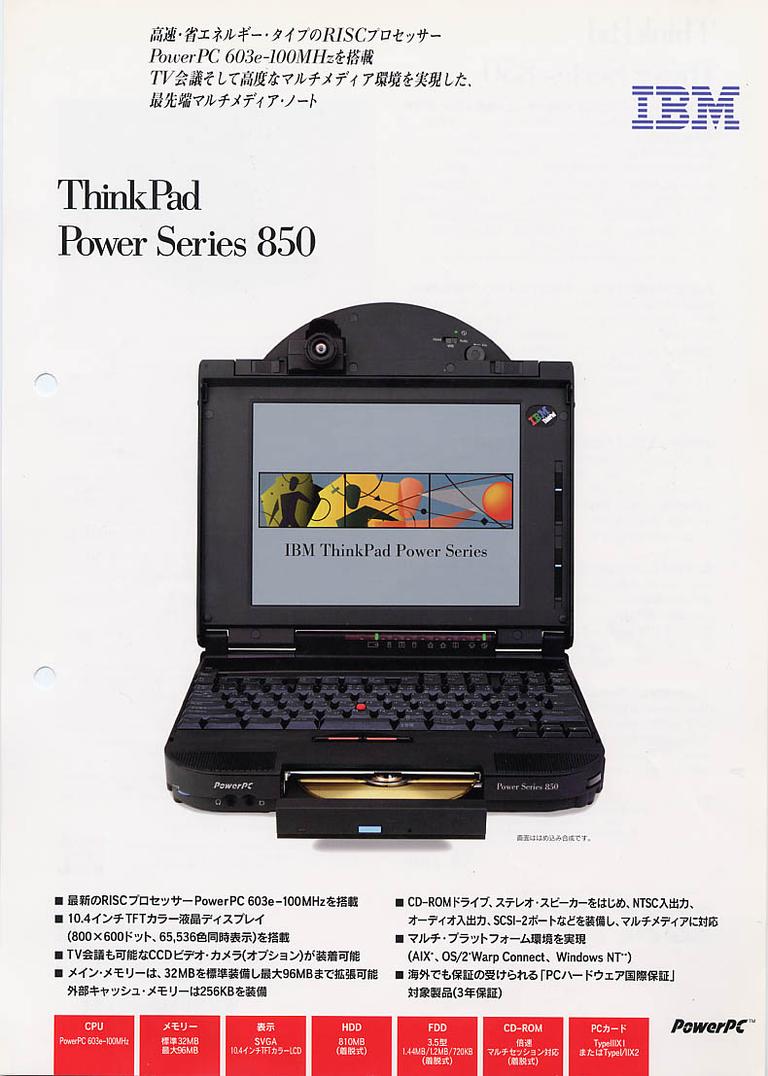 高速・省エネルギー・タイプのRISCプロセッサー
PowerPC 603e-100MHzを搭載
TV会議そして高度なマルチメディア環境を実現した、
最先端マルチメディア・ノート
IBM
ThinkPad
Power Series 850
IBM
ThinkPad
IBM ThinkPad Power Series
PowerPC
Power Series 850
画面ははめ込み合成です。
■ 最新のRISCプロセッサーPowerPC 603e-100MHzを搭載
■ 10.4インチTFTカラー液晶ディスプレイ
(800×600ドット、65,536色同時表示)を搭載
■ TV会議も可能なCCDビデオ・カメラ(オプション)が装着可能
■ メイン・メモリーは、32MBを標準装備し最大96MBまで拡張可能
外部キャッシュ・メモリーは256KBを装備
■ CD-ROMドライブ、ステレオ・スピーカーをはじめ、NTSC入出力、
オーディオ入出力、SCSI-2ポートなどを装備し、マルチメディアに対応
■ マルチ・プラットフォーム環境を実現
(AIX*、OS/2*Warp Connect、Windows NT**)
■ 海外でも保証の受けられる「PCハードウェア国際保証」
対象製品(3年保証)
CPU
PowerPC 603e-100MHz
メモリー
標準32MB
最大96MB
表示
SVGA
10.4インチTFTカラーLCD
HDD
810MB
(着脱式)
FDD
3.5型
1.44MB/1.2MB/720KB
(着脱式)
CD-ROM
倍速
マルチセッション対応
(着脱式)
PCカード
TypeIIIX1
またはTypeI/IIX2
PowerPC™